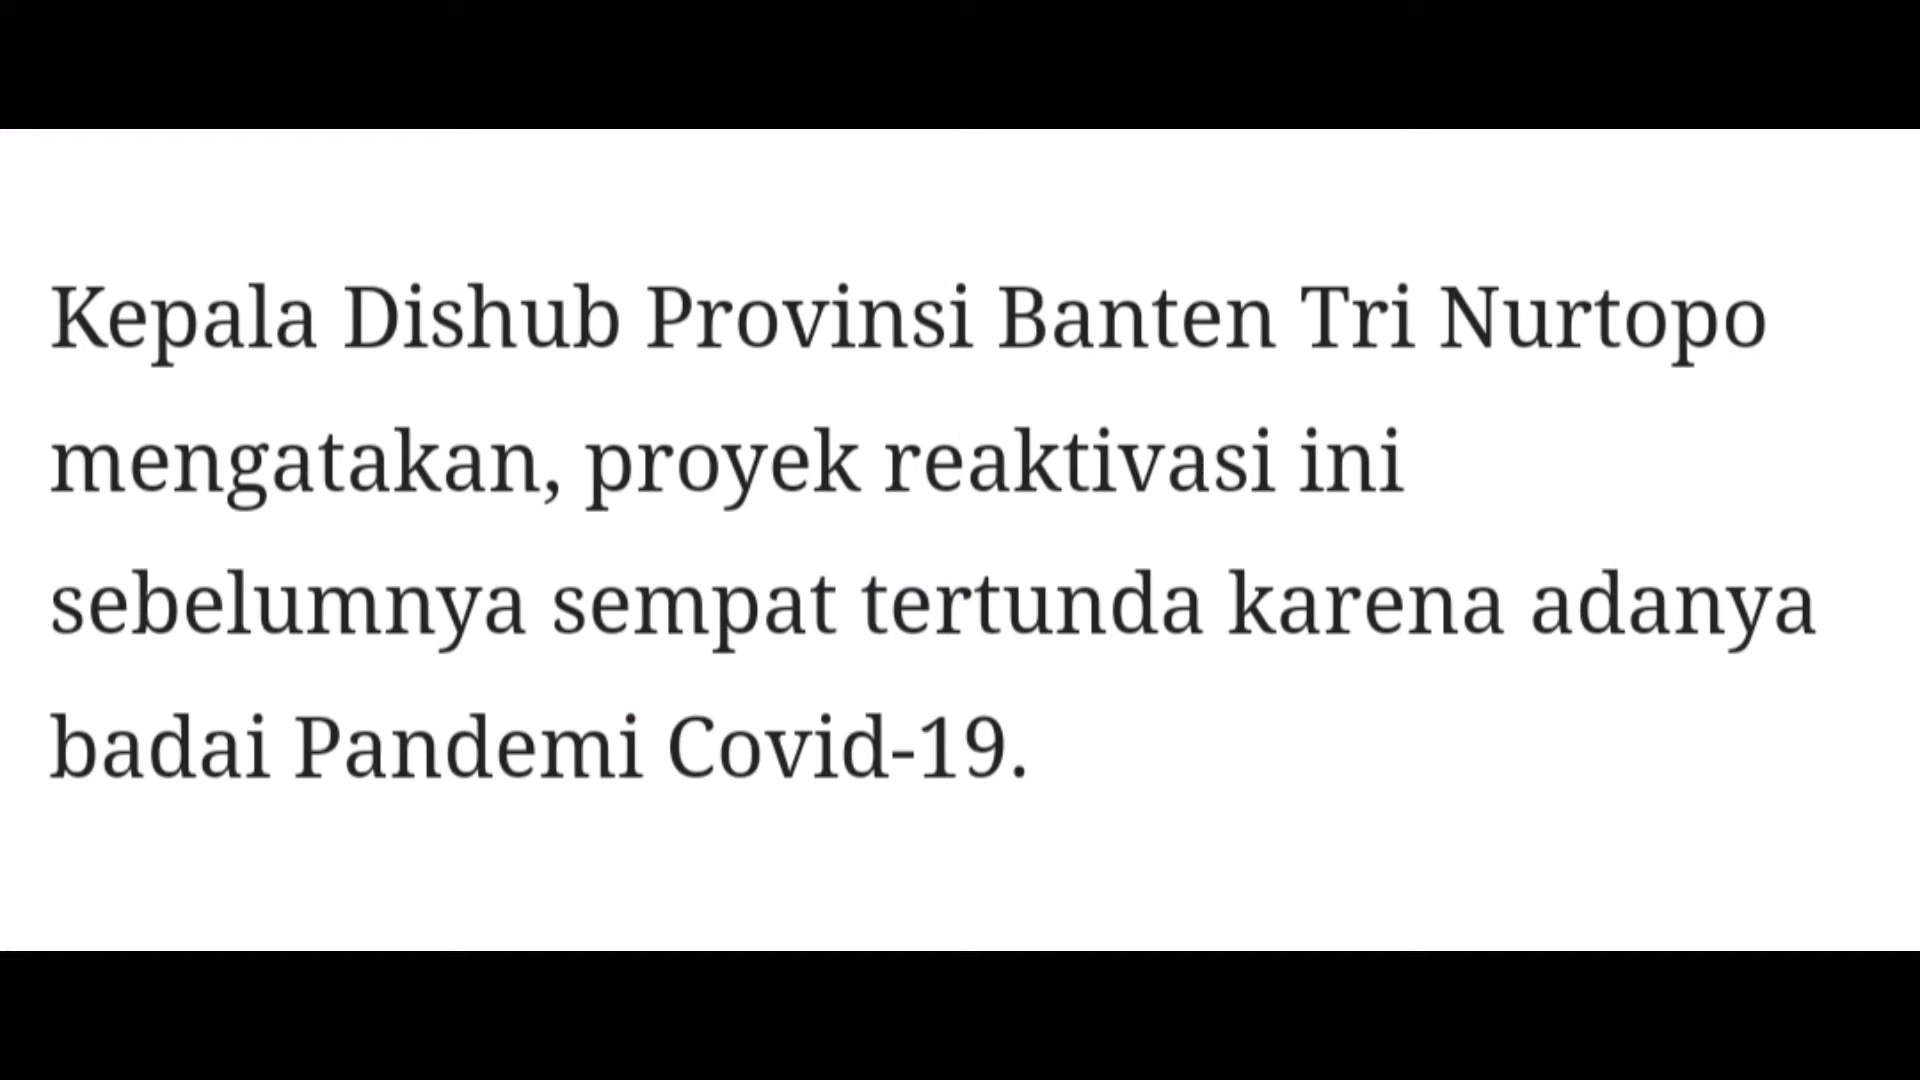 Kepala Dishub Provinsi Banten Tri Nurtopo
mengatakan, proyek reaktivasi ini
sebelumnya sempat tertunda karena adanya
badai Pandemi Covid-19.